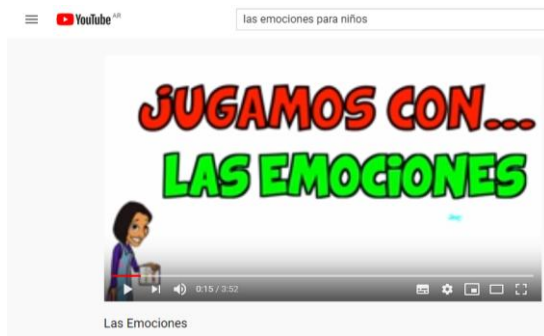 YouTube AR
las emociones para niños
JUGAMOS CON...
LAS EMOCIONES
0:15 / 3:52
Las Emociones